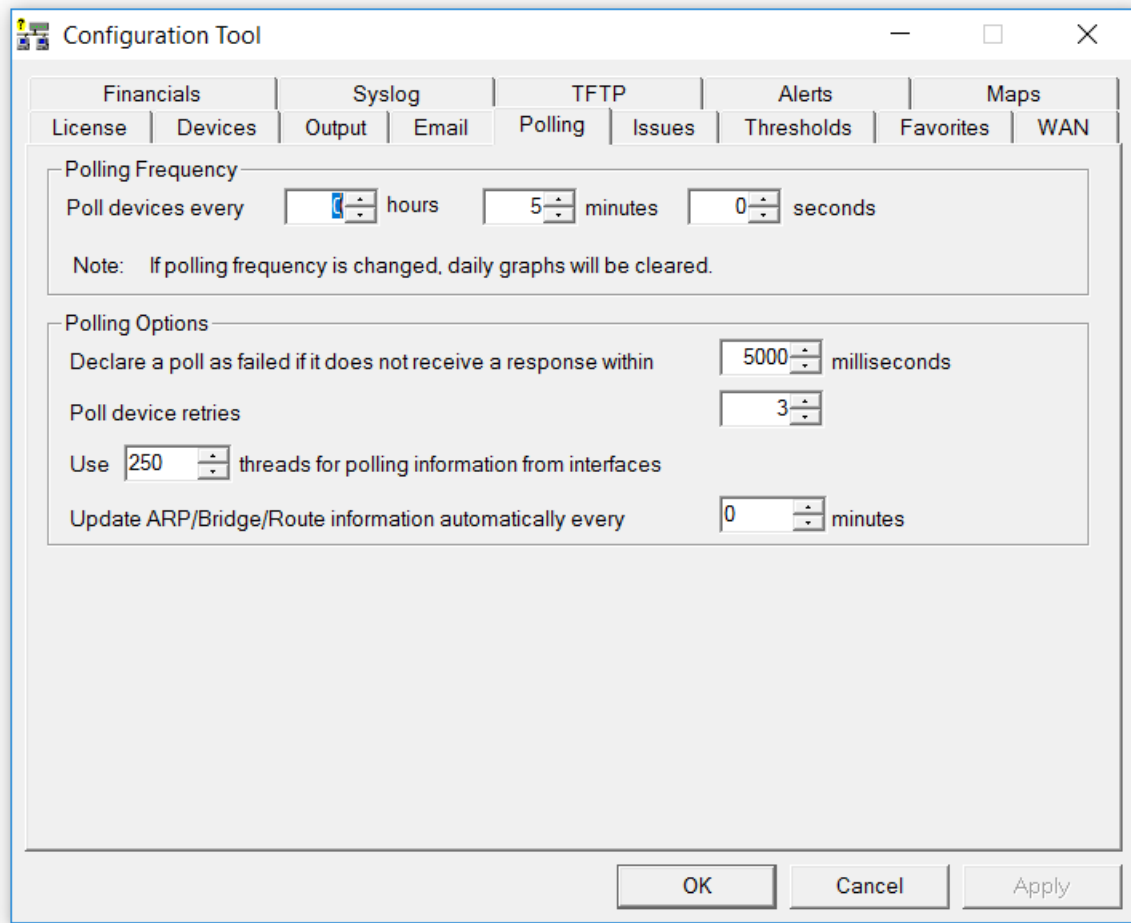 Configuration Tool
Financials Syslog TFTP Alerts Maps
License Devices Output Email Polling Issues Thresholds Favorites WAN
Polling Frequency
Poll devices every 0 hours 5 minutes 0 seconds
Note: If polling frequency is changed, daily graphs will be cleared.
Polling Options
Declare a poll as failed if it does not receive a response within 5000 milliseconds
Poll device retries 3
Use 250 threads for polling information from interfaces
Update ARP/Bridge/Route information automatically every 0 minutes
OK Cancel Apply